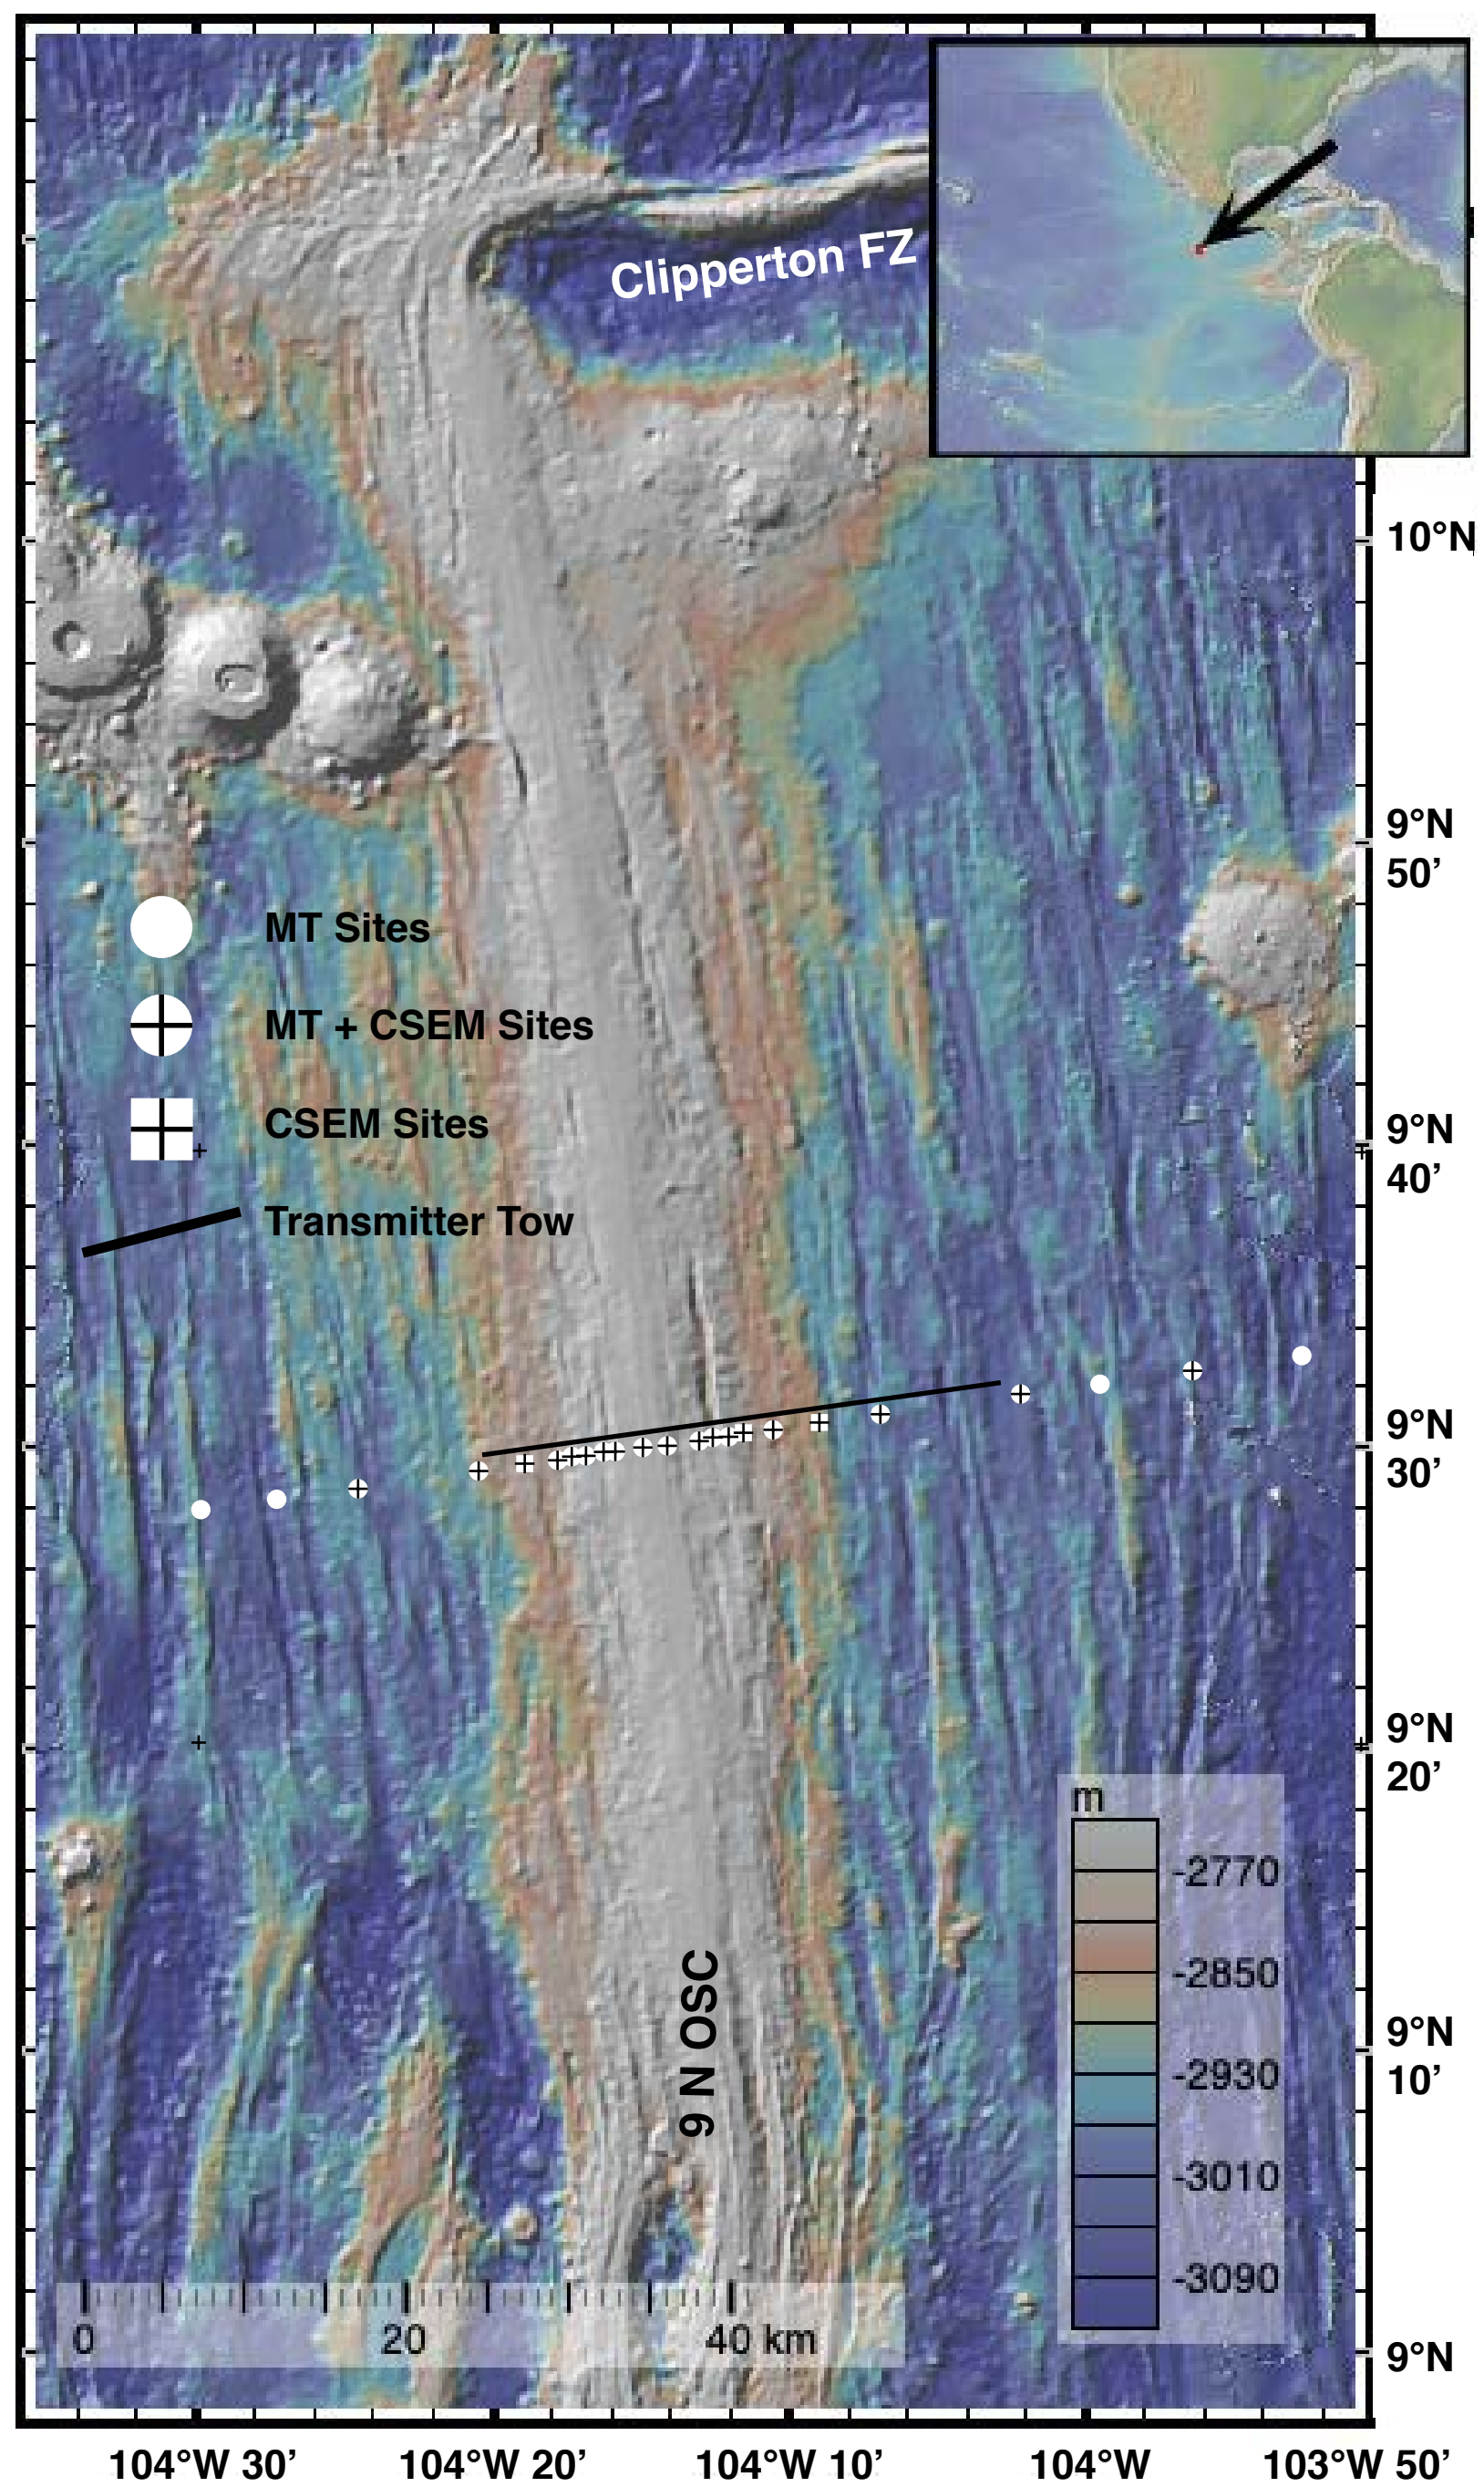 Clipperton FZ
10°N
9°N
50’
MT Sites
MT + CSEM Sites
CSEM Sites
9°N
40’
Transmitter Tow
9°N
30’
9°N
20’
m
-2770
-2850
-2930
-3010
-3090
9 N OSC
9°N
10’
0
20
40 km
9°N
104°W 30’
104°W 20’
104°W 10’
104°W
103°W 50’